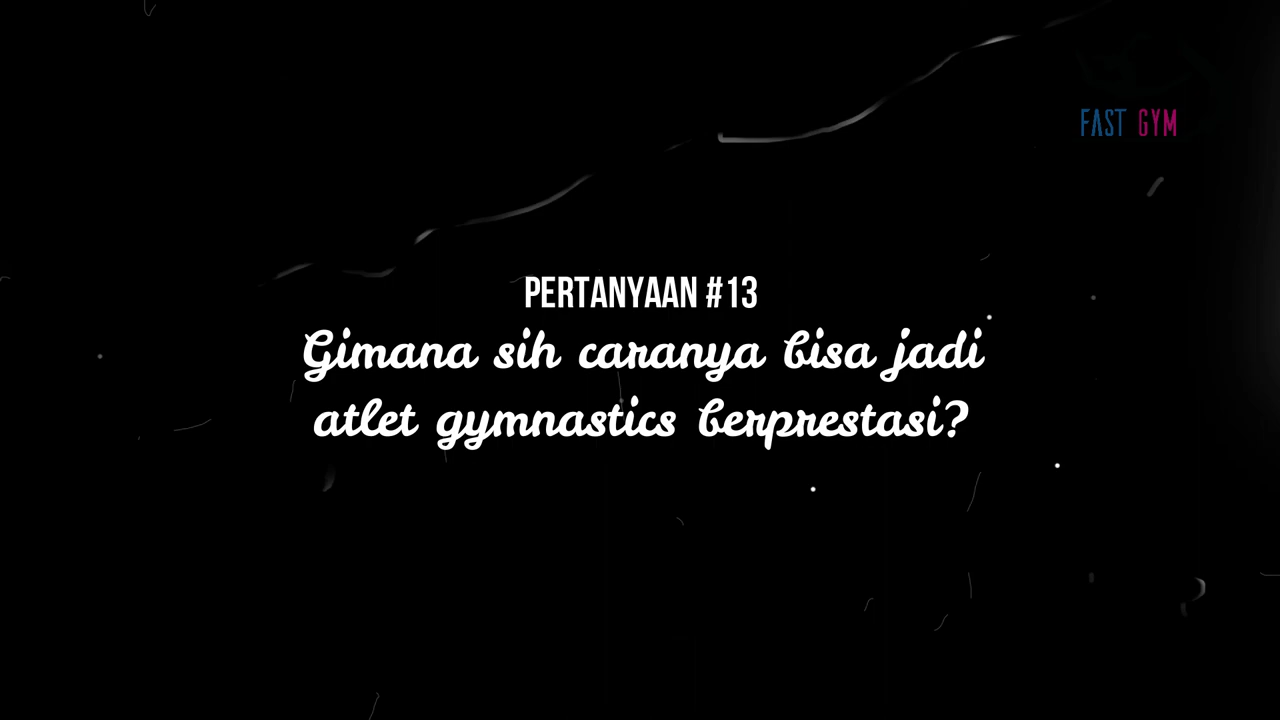 FAST GYM
PERTANYAAN #13
Gimana sih caranya bisa jadi
atlet gymnastics berprestasi?